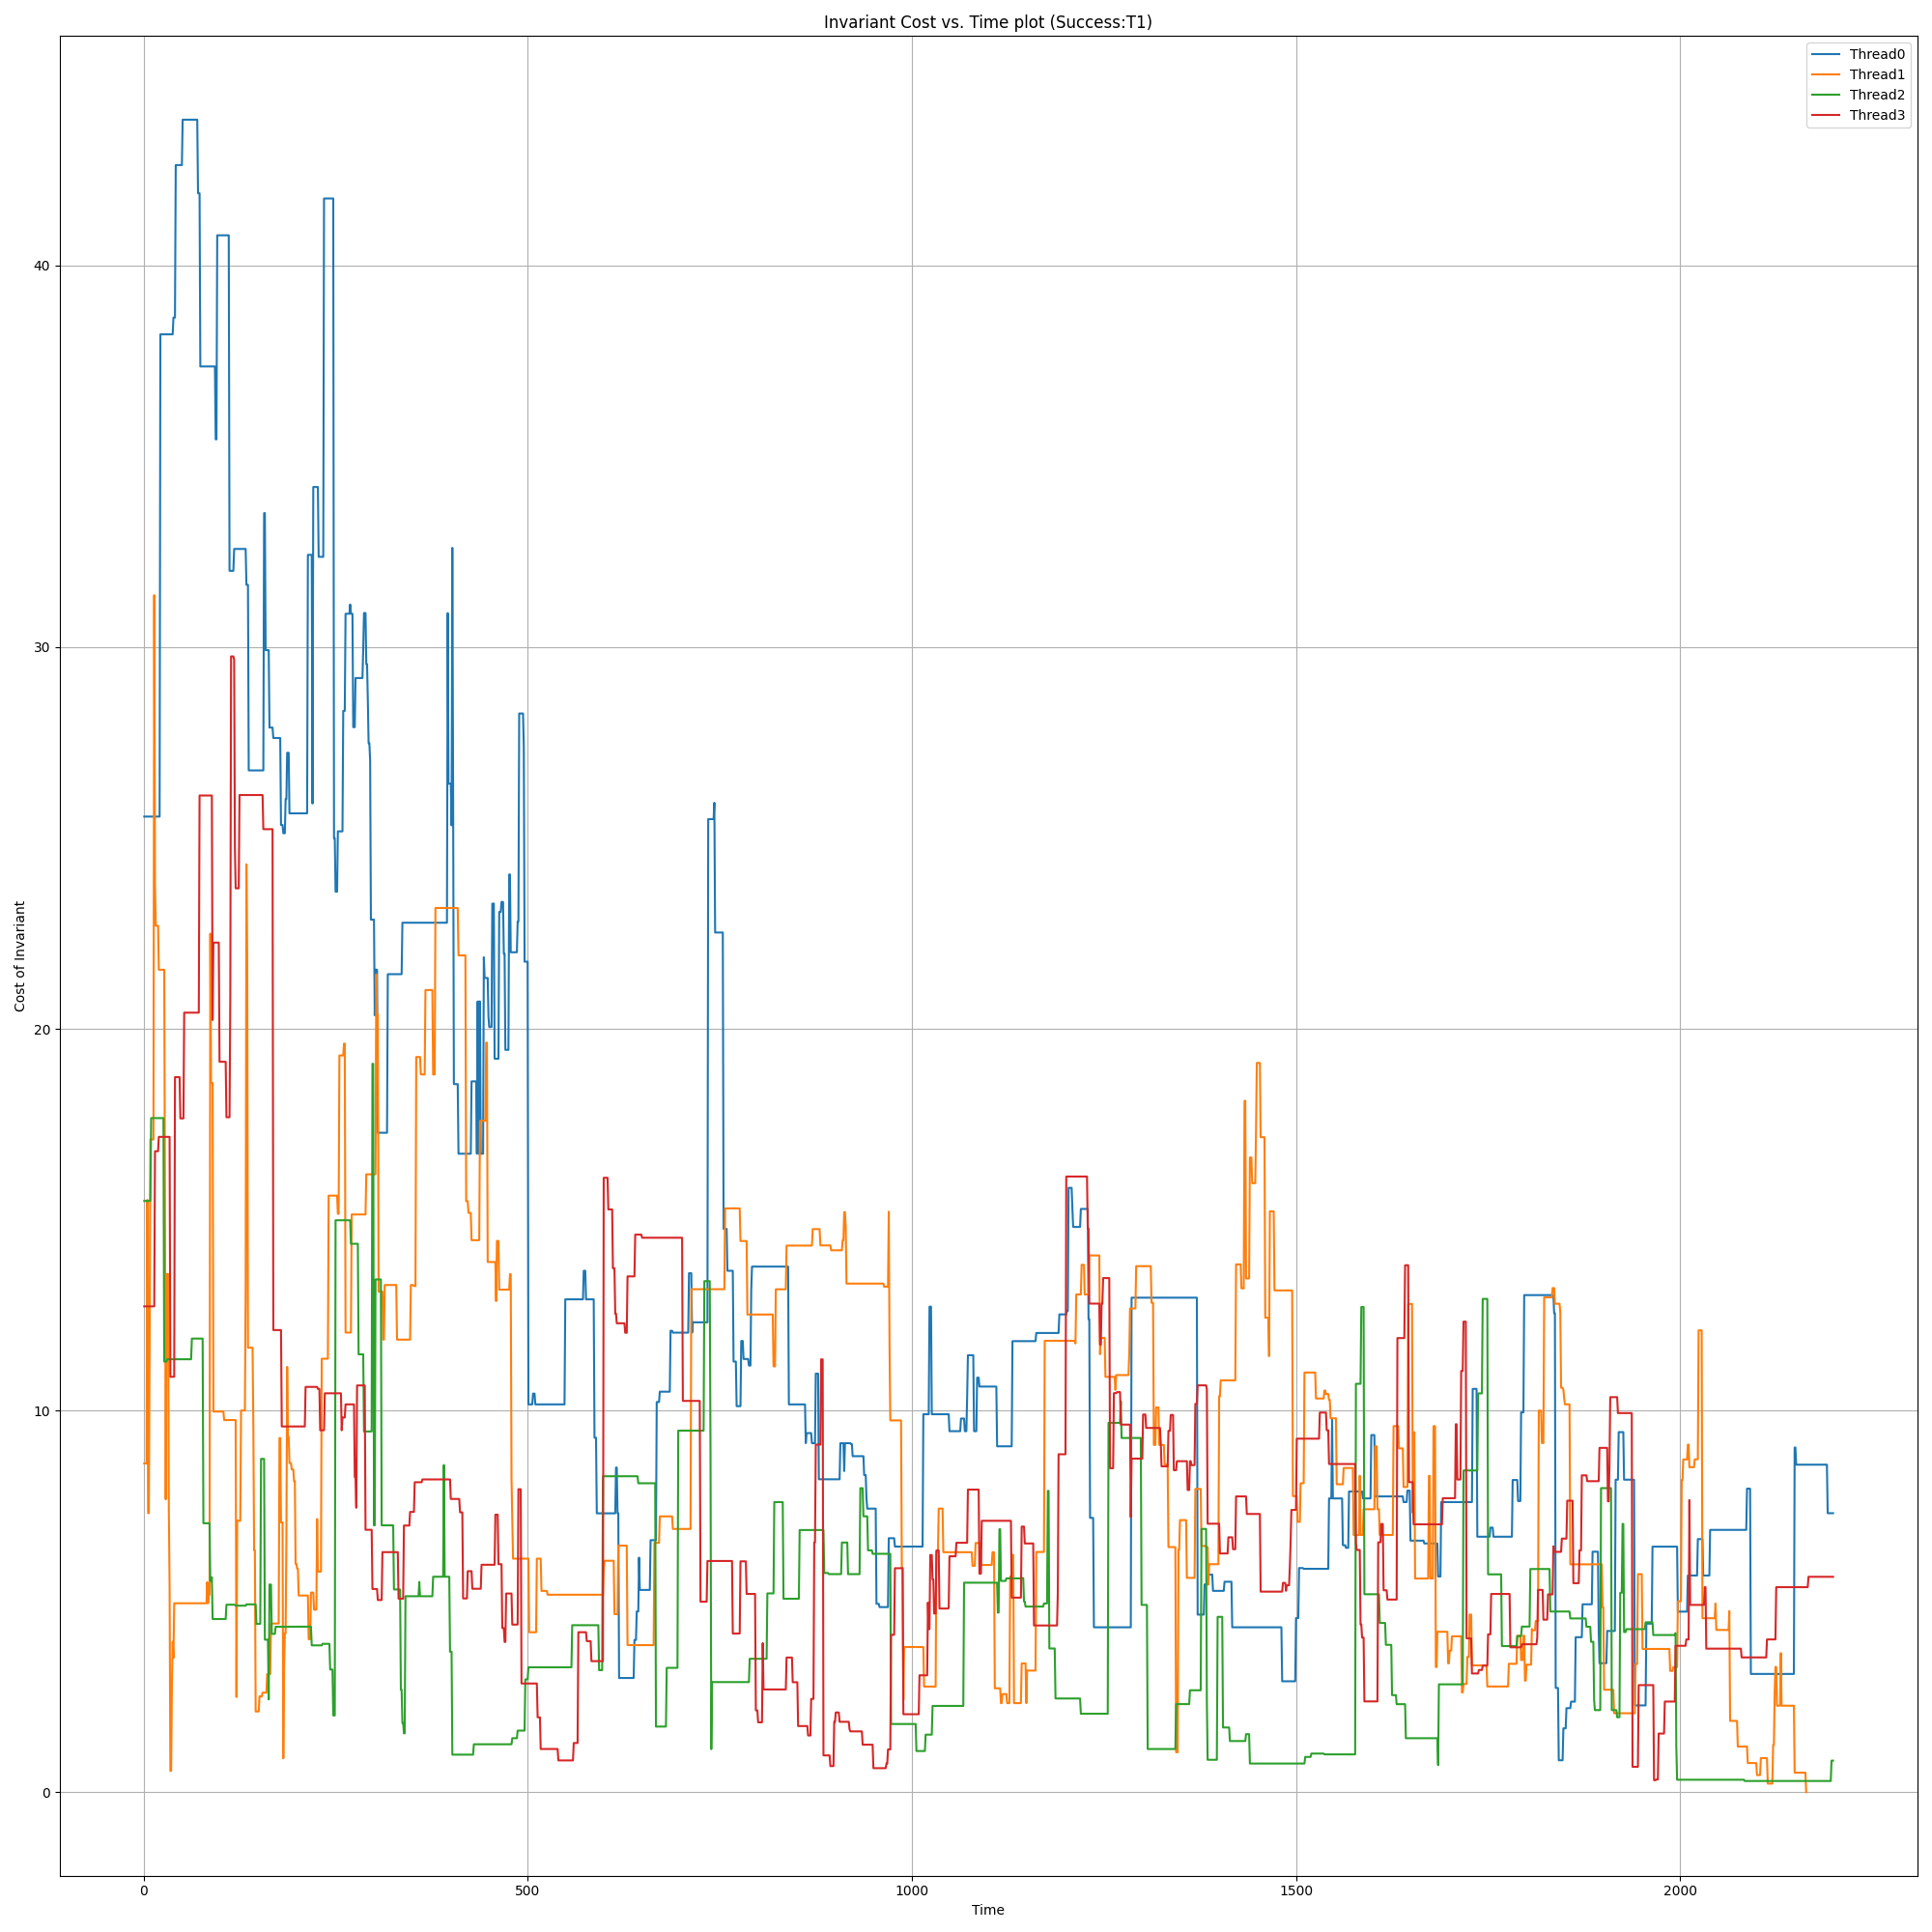 Invariant Cost vs. Time plot (Success:T1)
Thread0
Thread1
Thread2
Thread3
Cost of Invariant
40
30
20
10
0
0 500 1000 1500 2000
Time